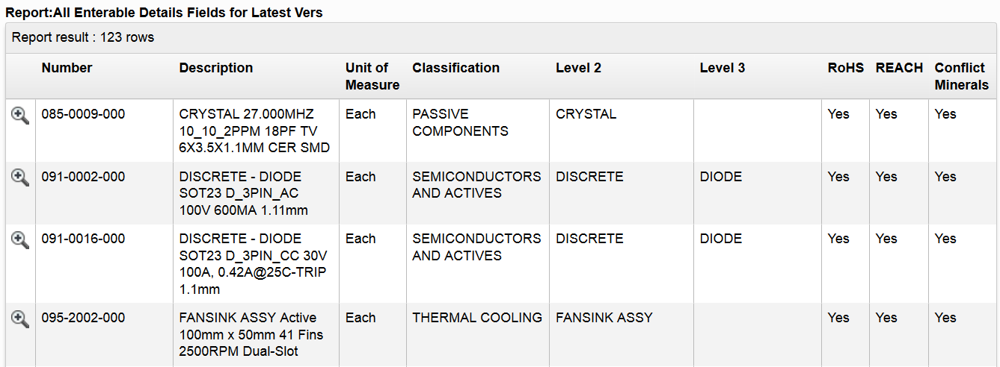 Report:All Enterable Details Fields for Latest Vers
Report result : 123 rows
Number Description Unit of Measure Classification Level 2 Level 3 RoHS REACH Conflict Minerals
085-0009-000 CRYSTAL 27.000MHZ Each PASSIVE CRYSTAL Yes Yes Yes
10_10_2PPM 18PF TV COMPONENTS
6X3.5X1.1MM CER SMD
091-0002-000 DISCRETE - DIODE Each SEMICONDUCTORS DISCRETE DIODE Yes Yes Yes
SOT23 D_3PIN_AC AND ACTIVES
100V 600MA 1.11mm
091-0016-000 DISCRETE - DIODE Each SEMICONDUCTORS DISCRETE DIODE Yes Yes Yes
SOT23 D_3PIN_CC 30V AND ACTIVES
100A, 0.42A@25C-TRIP
1.1mm
095-2002-000 FANSINK ASSY Active Each THERMAL COOLING FANSINK ASSY Yes Yes Yes
100mm x 50mm 41 Fins
2500RPM Dual-Slot